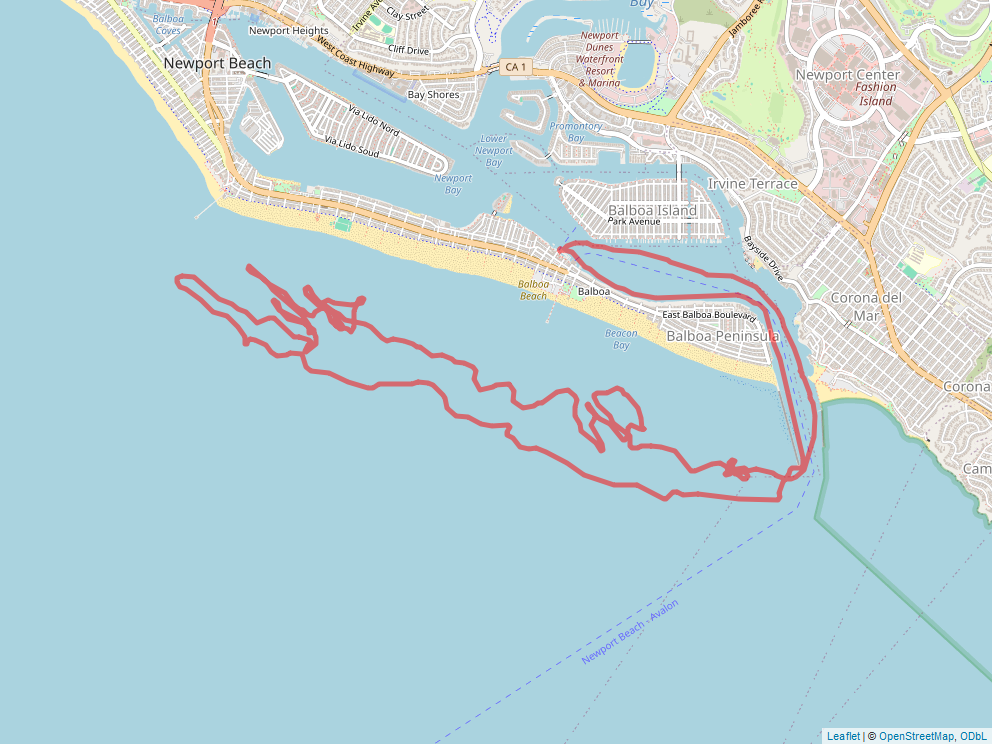 Balboa
Coves
Newport Heights
Irvine Ave
Clay Street
Cliff Drive
West Coast Highway
CA 1
Bay
Jamboree R
Newport
Dunes
Waterfront
Resort
& Marina
Newport Center
Fashion
Island
Newport Beach
Bay Shores
Via Lido Nord
Via Lido Soud
Lower
Newport
Bay
Promontory
Bay
Newport
Bay
Irvine Terrace
Balboa Island
Park Avenue
Bayside Drive
Balboa
Beach
Balboa
Corona del
Mar
East Balboa Boulevard
Beacon
Bay
Balboa Peninsula
Corona
Cam
Newport Beach - Avalon
Leaflet | © OpenStreetMap, ODbL